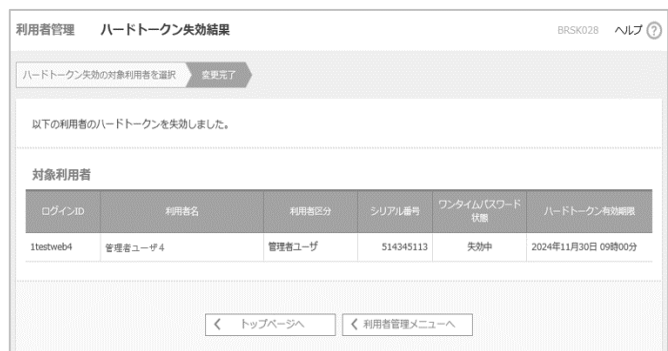 利用者管理 ハードトークン失効結果 BRSK028 ヘルプ ?
ハードトークン失効の対象利用者を選択 変更完了
以下の利用者のハードトークンを失効しました。
対象利用者
ログインID 利用者名 利用者区分 シリアル番号 ワンタイムパスワード状態 ハードトークン有効期限
1testweb4 管理者ユーザ4 管理者ユーザ 514345113 失効中 2024年11月30日 09時00分
トップページへ 利用者管理メニューへ